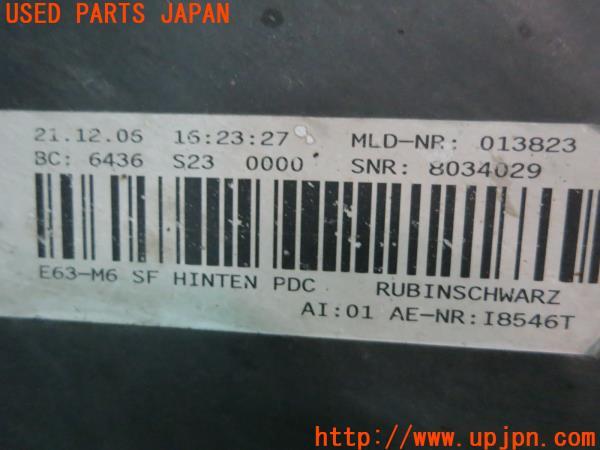 USED PARTS JAPAN
21.12.06 16:23:27 MLD-NR: 013823
BC: 6436 S23 0000 SNR: 8034029
E63-M6 SF HINTEN PDC RUBINSCHWARZ
AI:01 AE-NR:I8546T
UPJ
http://www.upjpn.com/